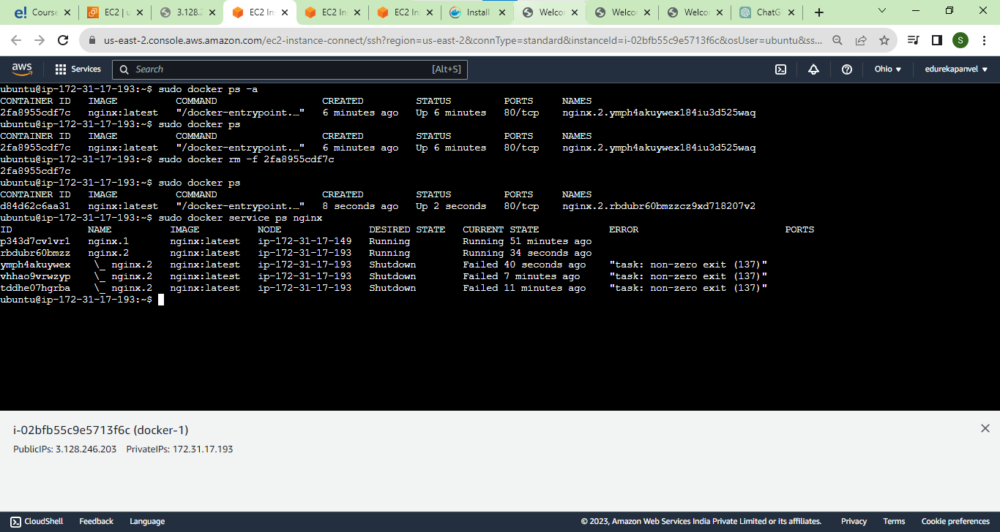 e! Course
EC2 | u
3.128.2
EC2 In
EC2 In
EC2 In
Install
Welco
Welco
Welco
ChatG
us-east-2.console.aws.amazon.com/ec2-instance-connect/ssh?region=us-east-2&connType=standard&instanceId=i-02bfb55c9e5713f6c&osUser=ubuntu&ss...
S
aws Services Search [Alt+S] Ohio edurekapanvel
ubuntu@ip-172-31-17-193:~$ sudo docker ps -a
CONTAINER ID IMAGE COMMAND CREATED STATUS PORTS NAMES
2fa8955cdf7c nginx:latest "/docker-entrypoint.…" 6 minutes ago Up 6 minutes 80/tcp nginx.2.ymph4akuywex184iu3d525waq
ubuntu@ip-172-31-17-193:~$ sudo docker ps
CONTAINER ID IMAGE COMMAND CREATED STATUS PORTS NAMES
2fa8955cdf7c nginx:latest "/docker-entrypoint.…" 6 minutes ago Up 6 minutes 80/tcp nginx.2.ymph4akuywex184iu3d525waq
ubuntu@ip-172-31-17-193:~$ sudo docker rm -f 2fa8955cdf7c
2fa8955cdf7c
ubuntu@ip-172-31-17-193:~$ sudo docker ps
CONTAINER ID IMAGE COMMAND CREATED STATUS PORTS NAMES
d84d62c6aa31 nginx:latest "/docker-entrypoint.…" 8 seconds ago Up 2 seconds 80/tcp nginx.2.rbdubr60bmzzcz9xd718207v2
ubuntu@ip-172-31-17-193:~$ sudo docker service ps nginx
ID NAME IMAGE NODE DESIRED STATE CURRENT STATE ERROR PORTS
p343d7cv1vr1 nginx.1 nginx:latest ip-172-31-17-149 Running Running 51 minutes ago
rbdubr60bmzz nginx.2 nginx:latest ip-172-31-17-193 Running Running 34 seconds ago
ymph4akuywex \_ nginx.2 nginx:latest ip-172-31-17-193 Shutdown Failed 40 seconds ago "task: non-zero exit (137)"
vhhao9vrwzyp \_ nginx.2 nginx:latest ip-172-31-17-193 Shutdown Failed 7 minutes ago "task: non-zero exit (137)"
tddhe07hgrba \_ nginx.2 nginx:latest ip-172-31-17-193 Shutdown Failed 11 minutes ago "task: non-zero exit (137)"
ubuntu@ip-172-31-17-193:~$
i-02bfb55c9e5713f6c (docker-1)
PublicIPs: 3.128.246.203 PrivateIPs: 172.31.17.193
CloudShell Feedback Language © 2023, Amazon Web Services India Private Limited or its affiliates. Privacy Terms Cookie preferences